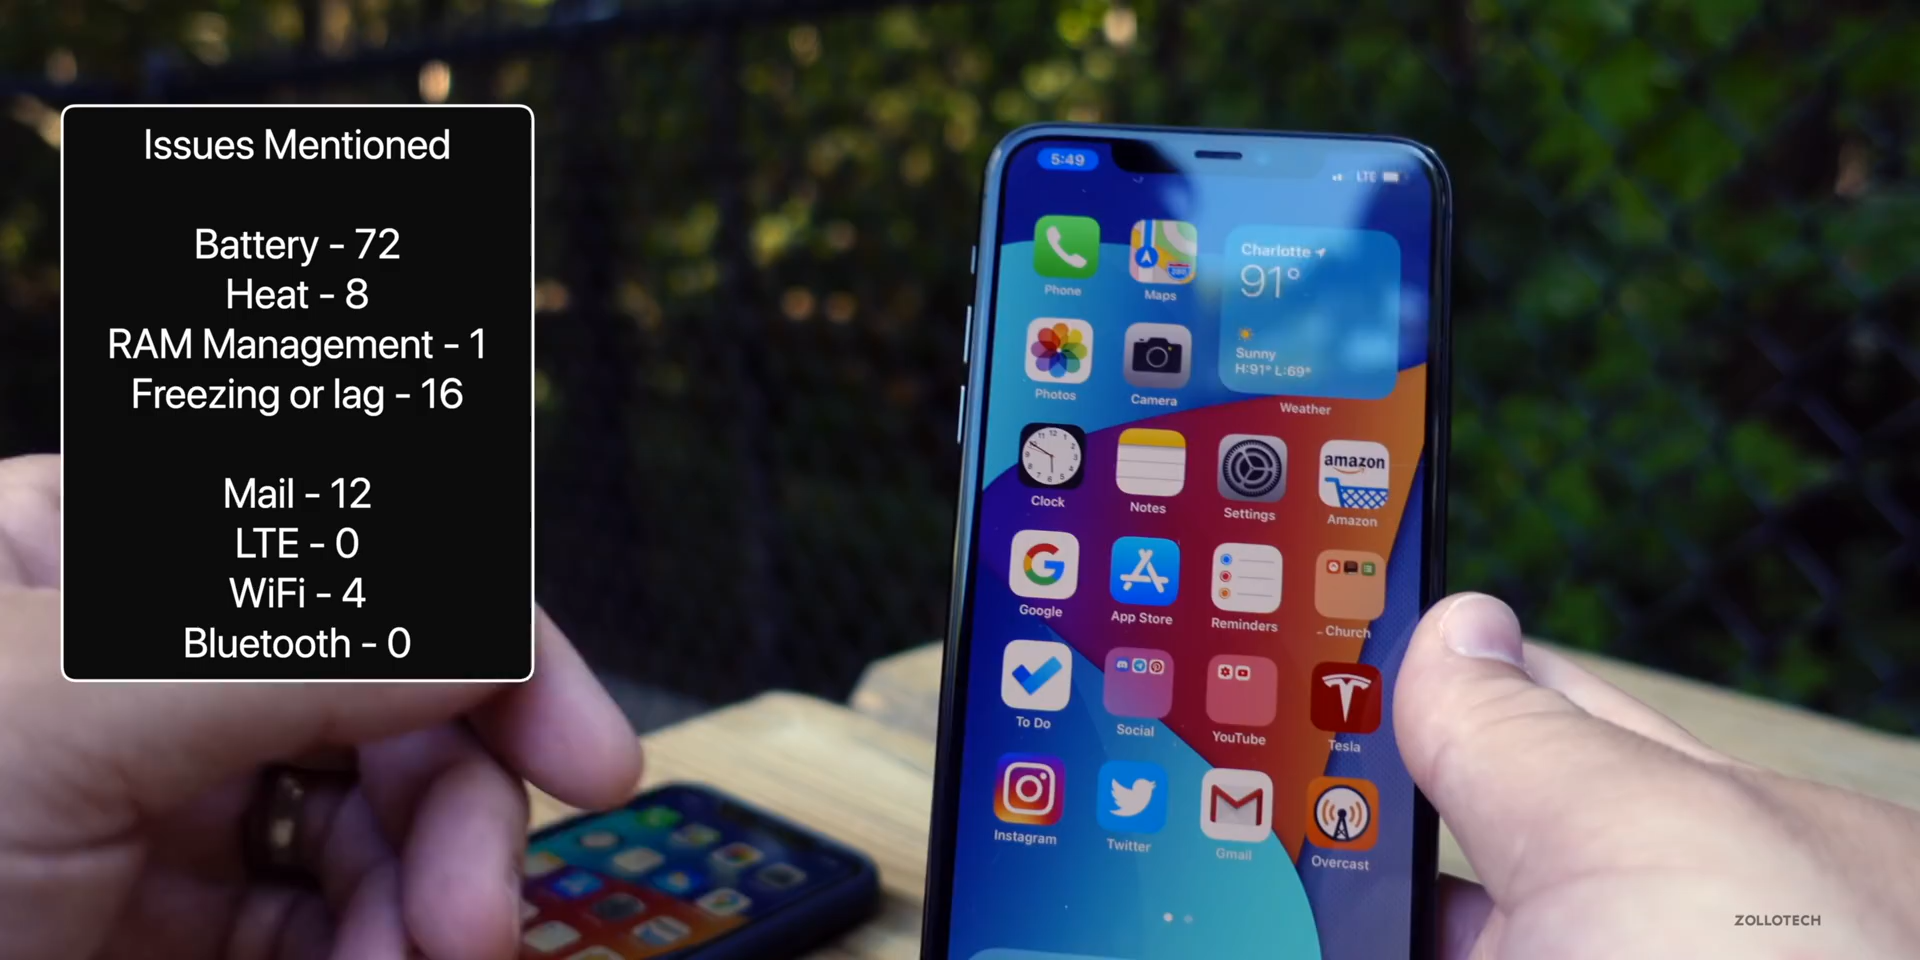 Issues Mentioned
Battery - 72
Heat - 8
RAM Management - 1
Freezing or lag - 16
Mail - 12
LTE - 0
WiFi - 4
Bluetooth - 0
5:49
LTE
Charlotte
91°
Sunny
H:91° L:69°
Weather
Phone
Maps
Photos
Camera
Clock
Notes
Settings
amazon
Amazon
Google
App Store
Reminders
Church
To Do
Social
YouTube
Tesla
Instagram
Twitter
Gmail
Overcast
ZOLLOTECH